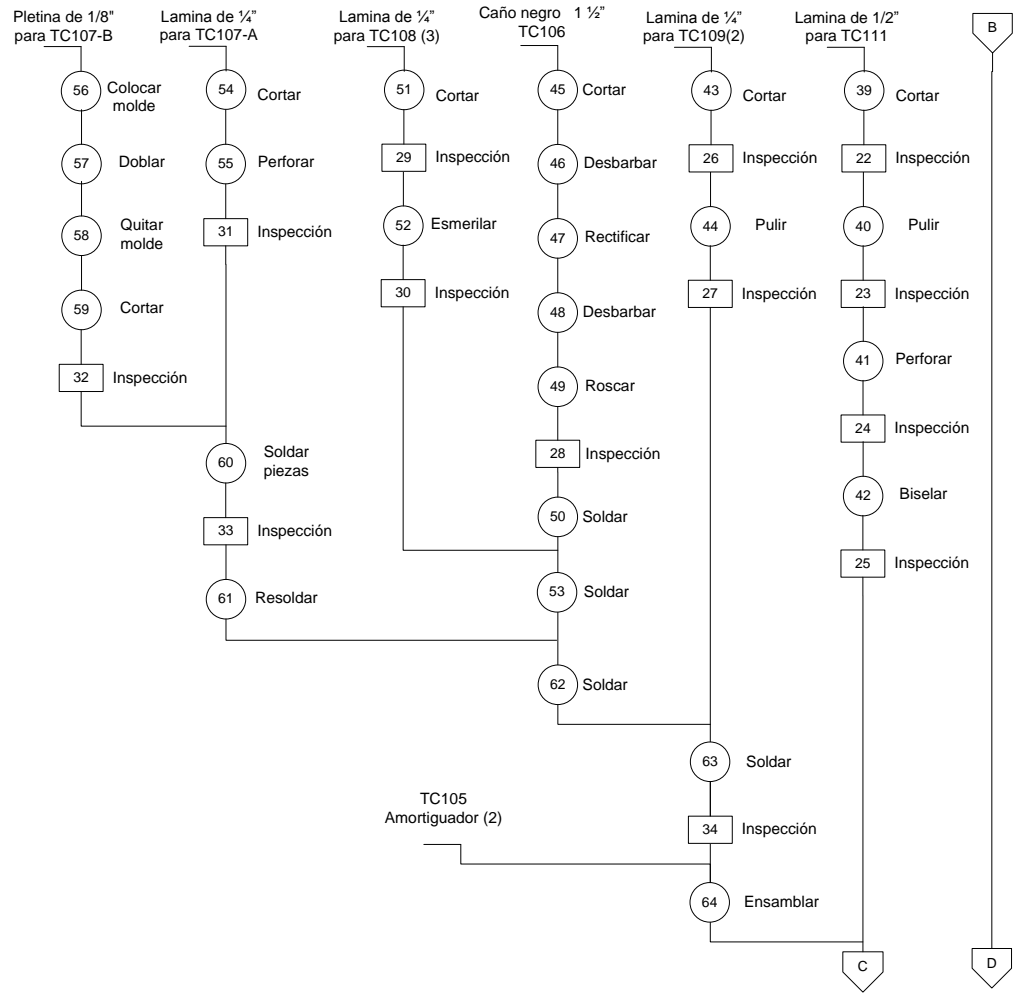 Pletina de 1/8"
para TC107-B
Lamina de ¼"
para TC107-A
Lamina de ¼"
para TC108 (3)
Caño negro 1 ½"
TC106
Lamina de ¼"
para TC109(2)
Lamina de 1/2"
para TC111
B
56
Colocar
molde
57
Doblar
58
Quitar
molde
59
Cortar
32
Inspección
54
Cortar
55
Perforar
31
Inspección
60
Soldar
piezas
33
Inspección
61
Resoldar
51
Cortar
29
Inspección
52
Esmerilar
30
Inspección
45
Cortar
46
Desbarbar
47
Rectificar
48
Desbarbar
49
Roscar
28
Inspección
50
Soldar
53
Soldar
62
Soldar
43
Cortar
26
Inspección
44
Pulir
27
Inspección
63
Soldar
34
Inspección
TC105
Amortiguador (2)
64
Ensamblar
39
Cortar
22
Inspección
40
Pulir
23
Inspección
41
Perforar
24
Inspección
42
Biselar
25
Inspección
C
D